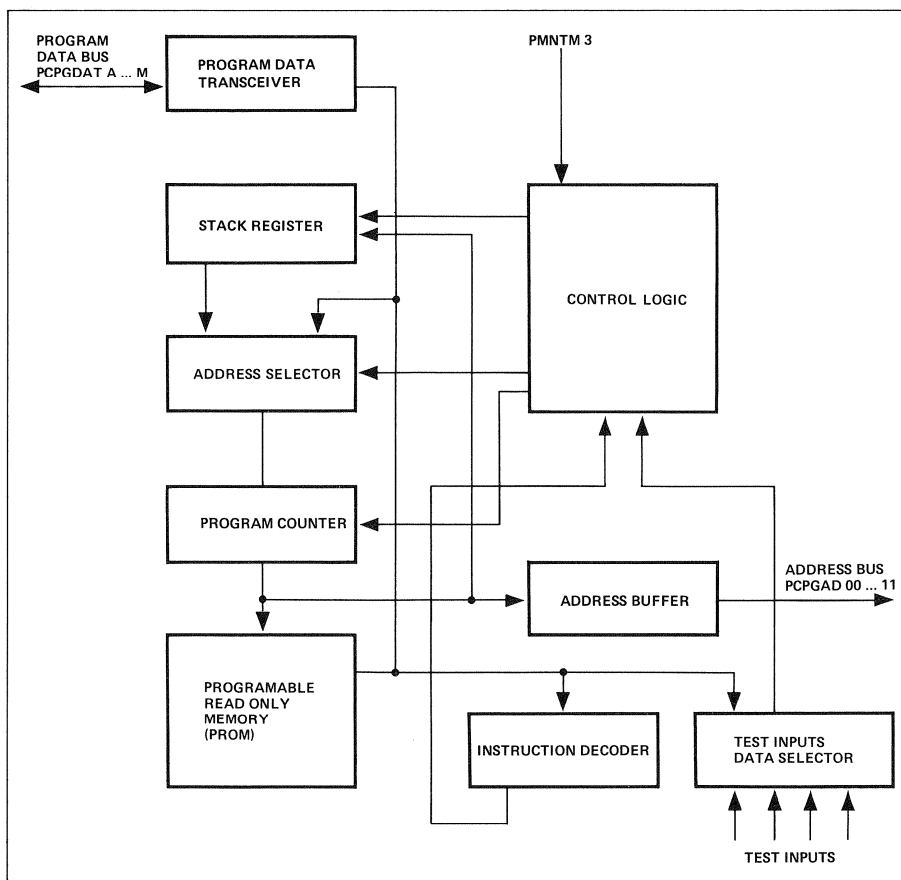 PROGRAM
DATA BUS
PCPGDAT A ... M
PROGRAM DATA
TRANSCEIVER
PMNTM 3
STACK REGISTER
CONTROL LOGIC
ADDRESS SELECTOR
PROGRAM COUNTER
ADDRESS BUS
PCPGAD 00 ... 11
ADDRESS BUFFER
PROGRAMABLE
READ ONLY
MEMORY
(PROM)
INSTRUCTION DECODER
TEST INPUTS
DATA SELECTOR
TEST INPUTS